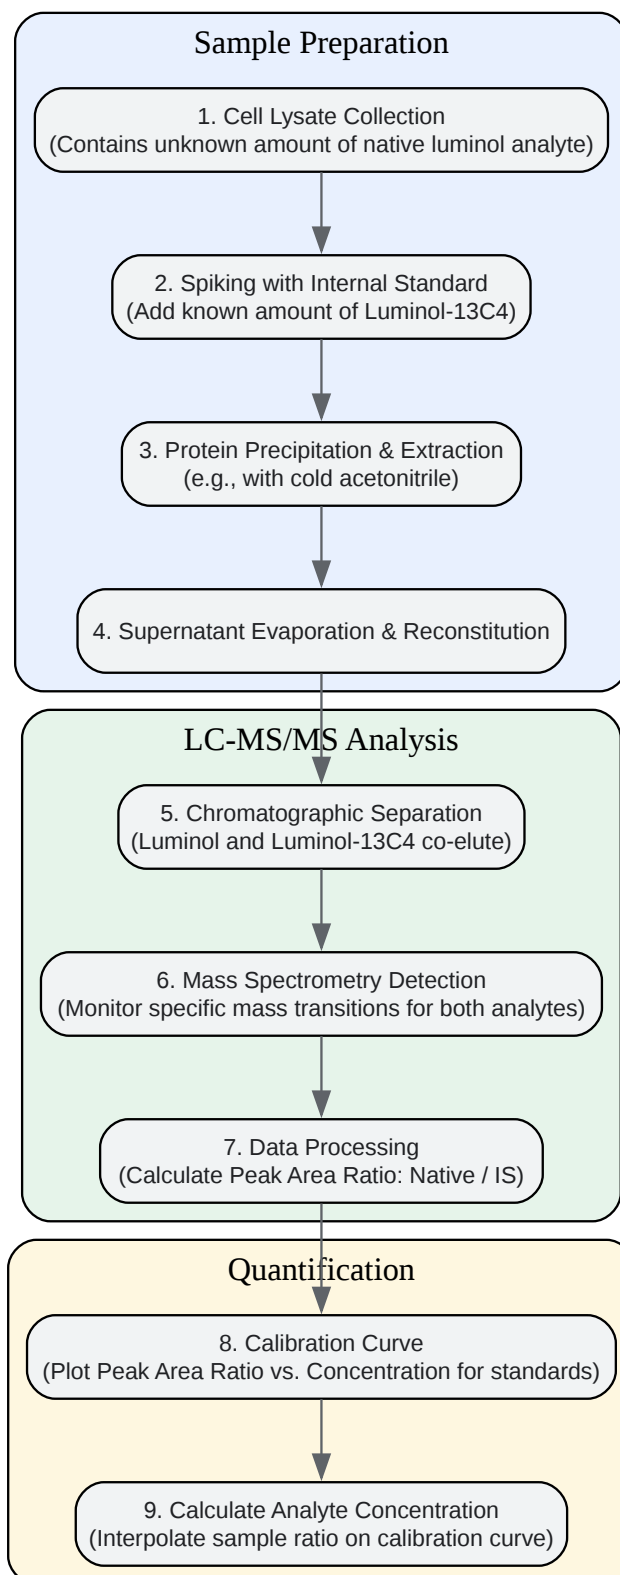 Sample Preparation
1. Cell Lysate Collection
(Contains unknown amount of native luminol analyte)
2. Spiking with Internal Standard
(Add known amount of Luminol-13C4)
3. Protein Precipitation & Extraction
(e.g., with cold acetonitrile)
4. Supernatant Evaporation & Reconstitution
LC-MS/MS Analysis
5. Chromatographic Separation
(Luminol and Luminol-13C4 co-elute)
6. Mass Spectrometry Detection
(Monitor specific mass transitions for both analytes)
7. Data Processing
(Calculate Peak Area Ratio: Native / IS)
Quantification
8. Calibration Curve
(Plot Peak Area Ratio vs. Concentration for standards)
9. Calculate Analyte Concentration
(Interpolate sample ratio on calibration curve)